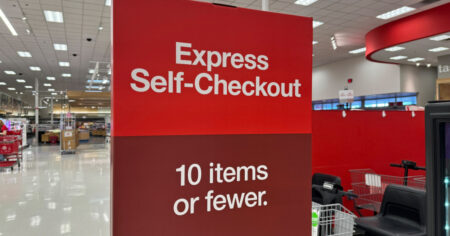 Express
Self-Checkout
10 items
or fewer.